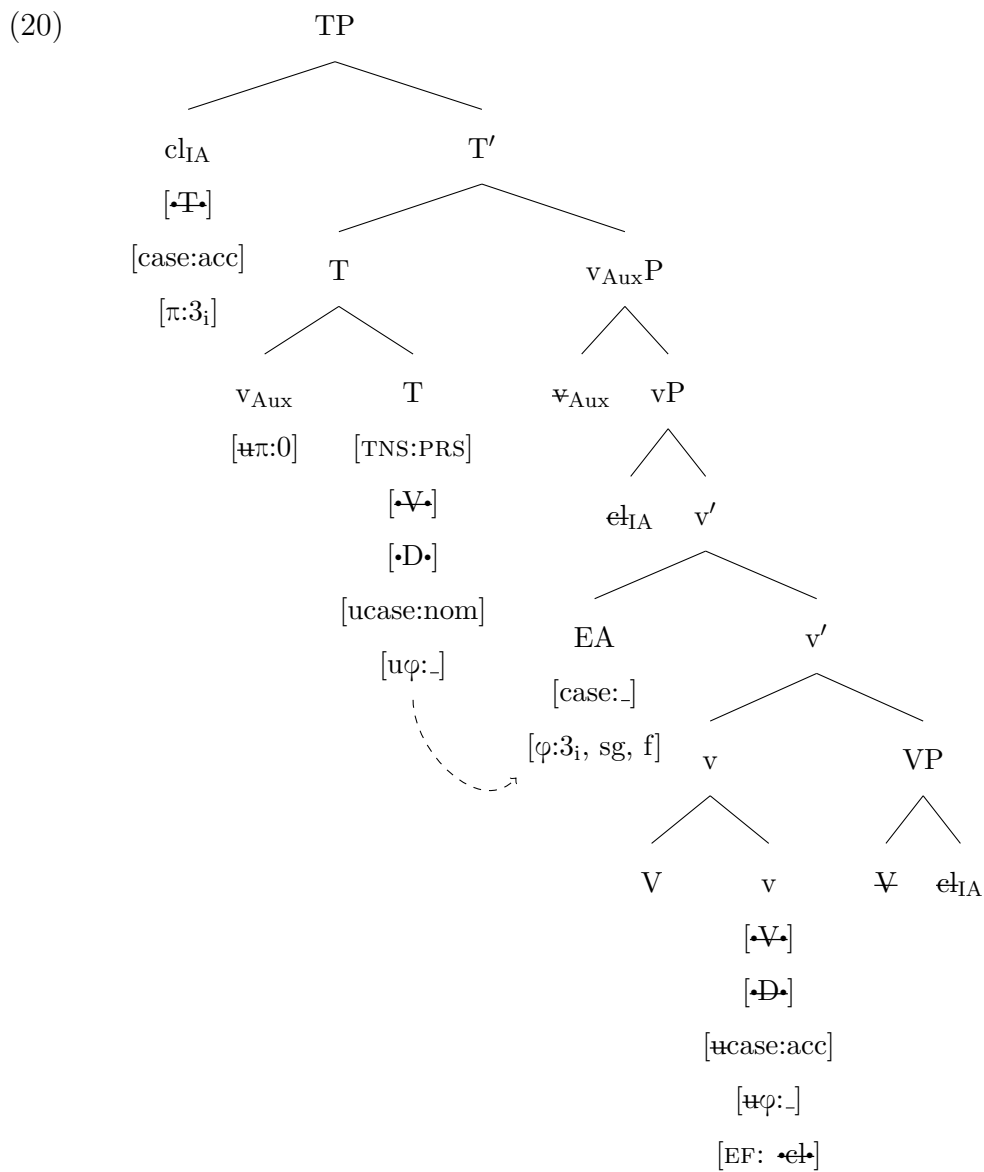 (20)
TP
cl_IA T′
[•T•]
[case:acc]
[π:3_i]
T v_AuxP
v_Aux T v_Aux vP
[uπ:0] [TNS:PRS]
[•V•]
[•D•]
[ucase:nom]
[uφ:_]
cl_IA v′
EA v′
[case:_]
[φ:3_i, sg, f]
v VP
V v V cl_IA
[•V•]
[•D•]
[ucase:acc]
[uφ:_]
[EF: •cl•]